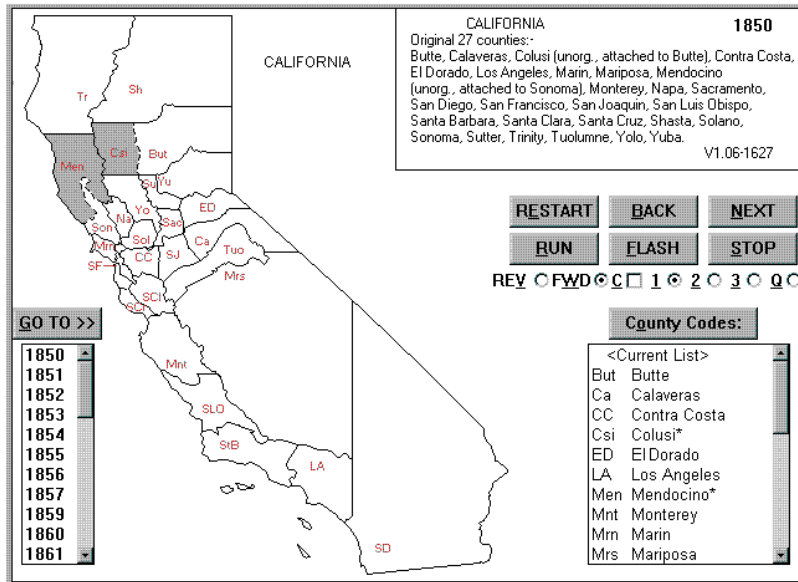 CALIFORNIA 1850
Original 27 counties:-
Butte, Calaveras, Colusi (unorg., attached to Butte), Contra Costa,
El Dorado, Los Angeles, Marin, Mariposa, Mendocino
(unorg., attached to Sonoma), Monterey, Napa, Sacramento,
San Diego, San Francisco, San Joaquin, San Luis Obispo,
Santa Barbara, Santa Clara, Santa Cruz, Shasta, Solano,
Sonoma, Sutter, Trinity, Tuolumne, Yolo, Yuba.
V1.06-1627
CALIFORNIA
Tr
Sh
Men
Csi
But
Su
Yu
Son
Na
Yo
ED
Sac
Mrn
Sol
SF
CC
SJ
Ca
Tuo
Mrs
SCl
SCr
Mnt
SLO
StB
LA
SD
RESTART BACK NEXT
RUN FLASH STOP
REV FWD C 1 2 3 Q
GO TO >>
1850
1851
1852
1853
1854
1855
1856
1857
1859
1860
1861
County Codes:
<Current List>
But Butte
Ca Calaveras
CC Contra Costa
Csi Colusi*
ED El Dorado
LA Los Angeles
Men Mendocino*
Mnt Monterey
Mrn Marin
Mrs Mariposa